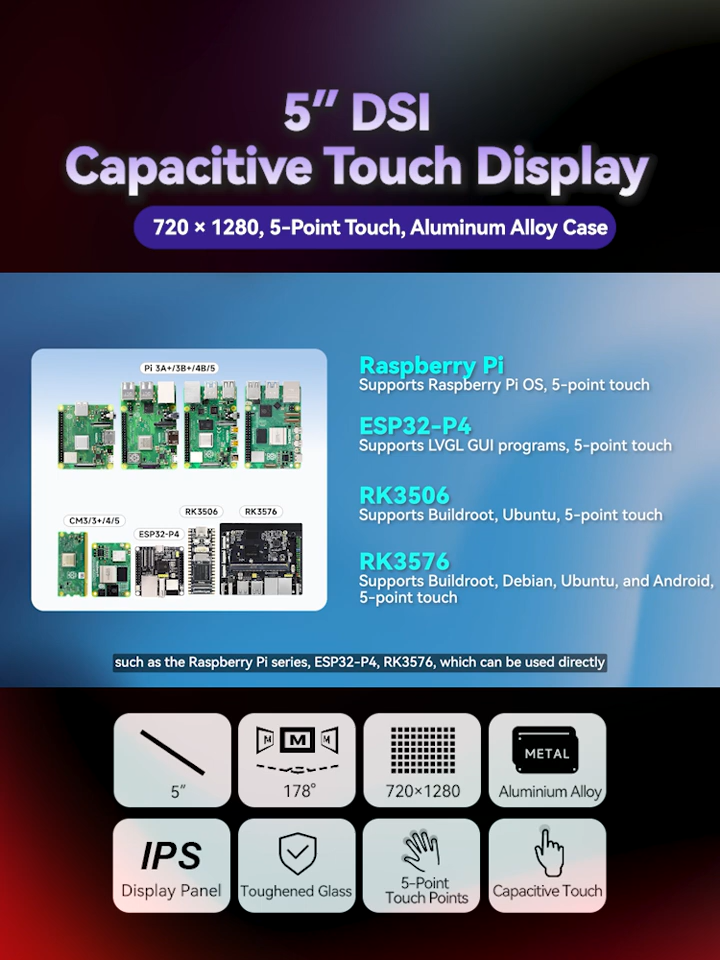 5″ DSI
Capacitive Touch Display
720 × 1280, 5-Point Touch, Aluminum Alloy Case
Pi 3A+/3B+/4B/5
CM3/3+/4/5
ESP32-P4
RK3506
RK3576
Raspberry Pi
Supports Raspberry Pi OS, 5-point touch
ESP32-P4
Supports LVGL GUI programs, 5-point touch
RK3506
Supports Buildroot, Ubuntu, 5-point touch
RK3576
Supports Buildroot, Debian, Ubuntu, and Android,
5-point touch
such as the Raspberry Pi series, ESP32-P4, RK3576, which can be used directly
5″
M M M
178°
720×1280
METAL
Aluminium Alloy
IPS
Display Panel
Toughened Glass
5-Point
Touch Points
Capacitive Touch